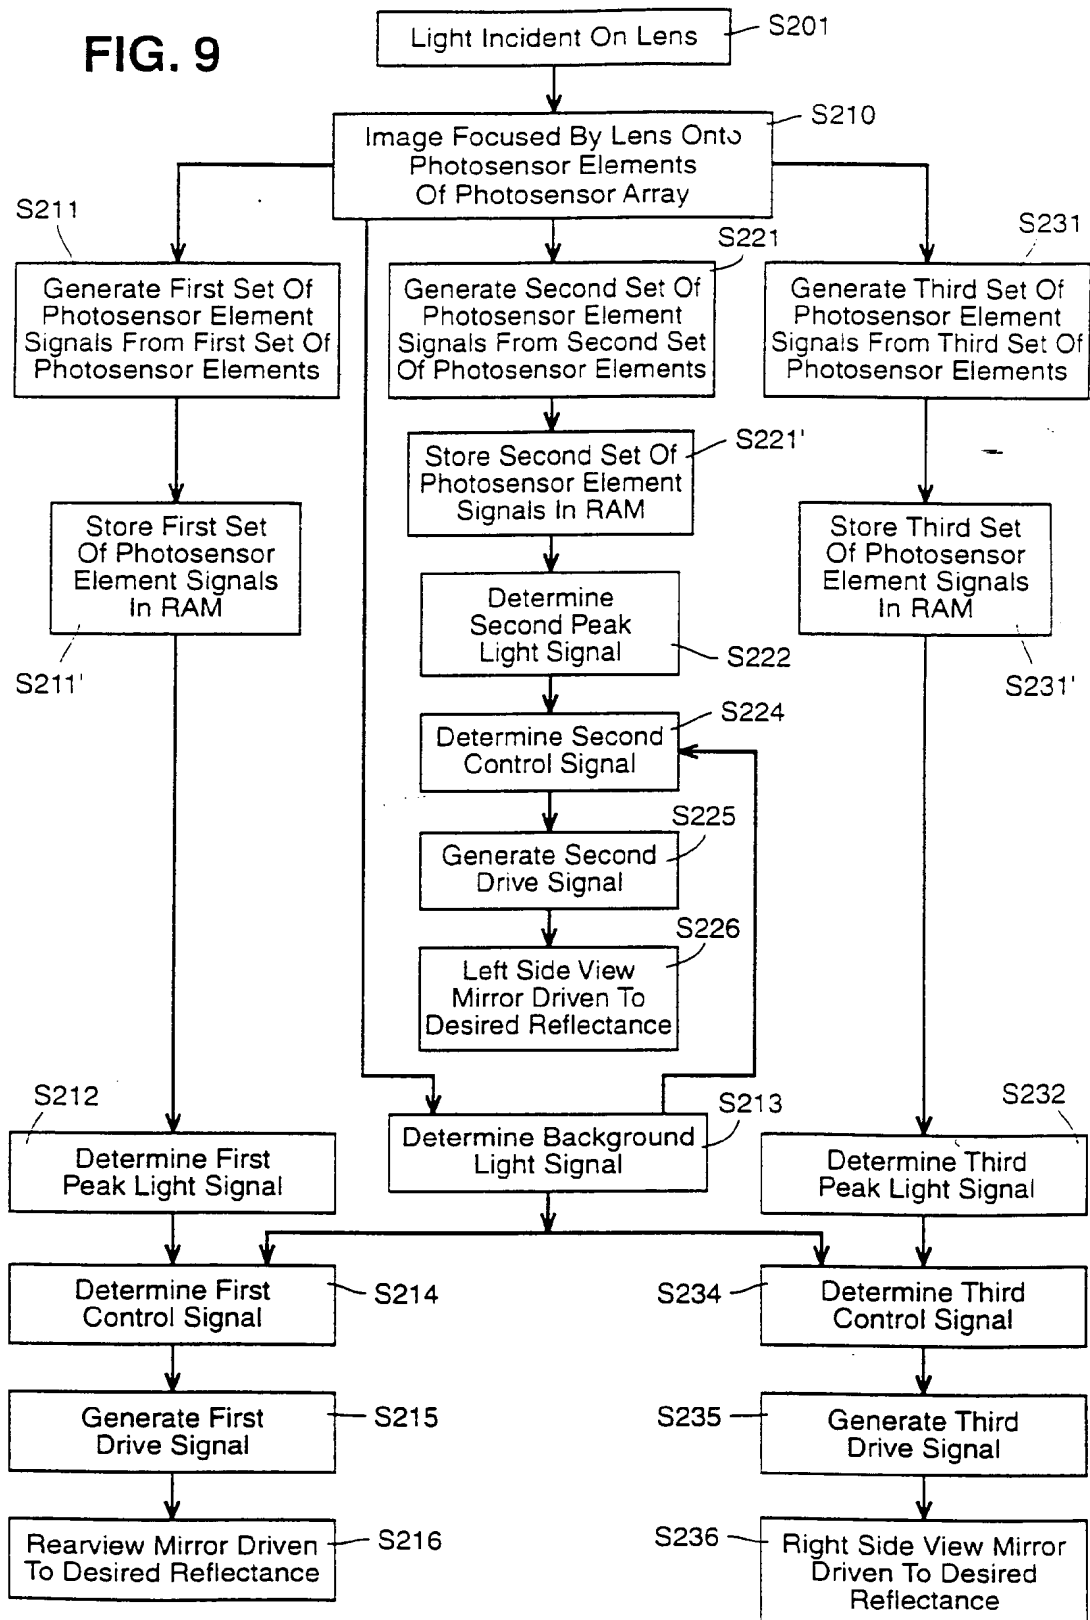 FIG. 9
Light Incident On Lens
S201
Image Focused By Lens Onto
Photosensor Elements
Of Photosensor Array
S210
S211
Generate First Set Of
Photosensor Element
Signals From First Set Of
Photosensor Elements
S221
Generate Second Set Of
Photosensor Element
Signals From Second Set
Of Photosensor Elements
S231
Generate Third Set Of
Photosensor Element
Signals From Third Set Of
Photosensor Elements
Store First Set
Of Photosensor
Element Signals
In RAM
S211'
Store Second Set Of
Photosensor Element
Signals In RAM
S221'
Store Third Set
Of Photosensor
Element Signals
In RAM
S231'
Determine
Second Peak
Light Signal
S222
Determine Second
Control Signal
S224
Generate Second
Drive Signal
S225
Left Side View
Mirror Driven To
Desired Reflectance
S226
S212
Determine First
Peak Light Signal
Determine Background
Light Signal
S213
S232
Determine Third
Peak Light Signal
Determine First
Control Signal
S214
S234
Determine Third
Control Signal
Generate First
Drive Signal
S215
S235
Generate Third
Drive Signal
Rearview Mirror Driven
To Desired Reflectance
S216
S236
Right Side View Mirror
Driven To Desired
Reflectance